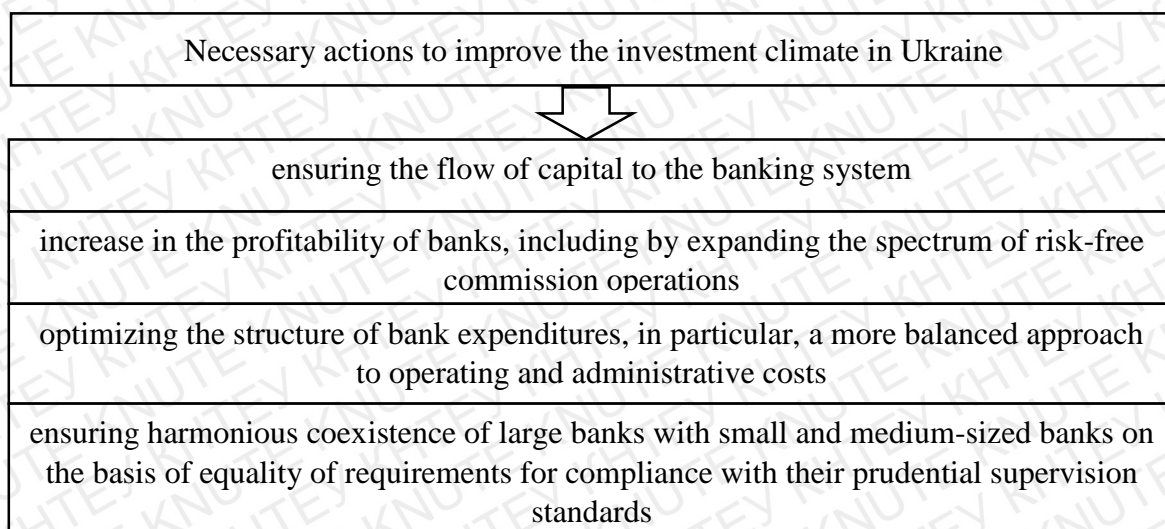 Necessary actions to improve the investment climate in Ukraine
ensuring the flow of capital to the banking system
increase in the profitability of banks, including by expanding the spectrum of risk-free
commission operations
optimizing the structure of bank expenditures, in particular, a more balanced approach
to operating and administrative costs
ensuring harmonious coexistence of large banks with small and medium-sized banks on
the basis of equality of requirements for compliance with their prudential supervision
standards